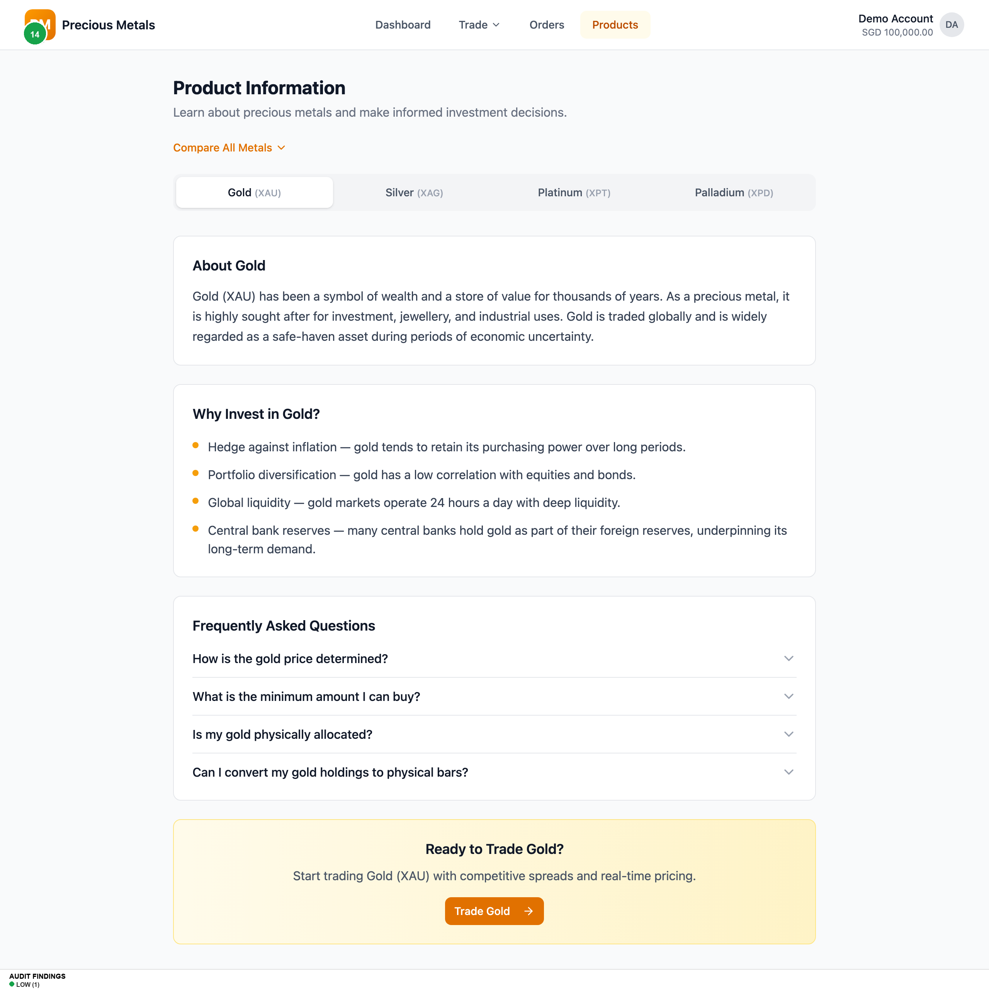 14
Precious Metals
Dashboard
Trade
Orders
Products
Demo Account
SGD 100,000.00
DA
Product Information
Learn about precious metals and make informed investment decisions.
Compare All Metals
Gold (XAU)
Silver (XAG)
Platinum (XPT)
Palladium (XPD)
About Gold
Gold (XAU) has been a symbol of wealth and a store of value for thousands of years. As a precious metal, it
is highly sought after for investment, jewellery, and industrial uses. Gold is traded globally and is widely
regarded as a safe-haven asset during periods of economic uncertainty.
Why Invest in Gold?
Hedge against inflation — gold tends to retain its purchasing power over long periods.
Portfolio diversification — gold has a low correlation with equities and bonds.
Global liquidity — gold markets operate 24 hours a day with deep liquidity.
Central bank reserves — many central banks hold gold as part of their foreign reserves, underpinning its
long-term demand.
Frequently Asked Questions
How is the gold price determined?
What is the minimum amount I can buy?
Is my gold physically allocated?
Can I convert my gold holdings to physical bars?
Ready to Trade Gold?
Start trading Gold (XAU) with competitive spreads and real-time pricing.
Trade Gold
AUDIT FINDINGS
LOW (1)